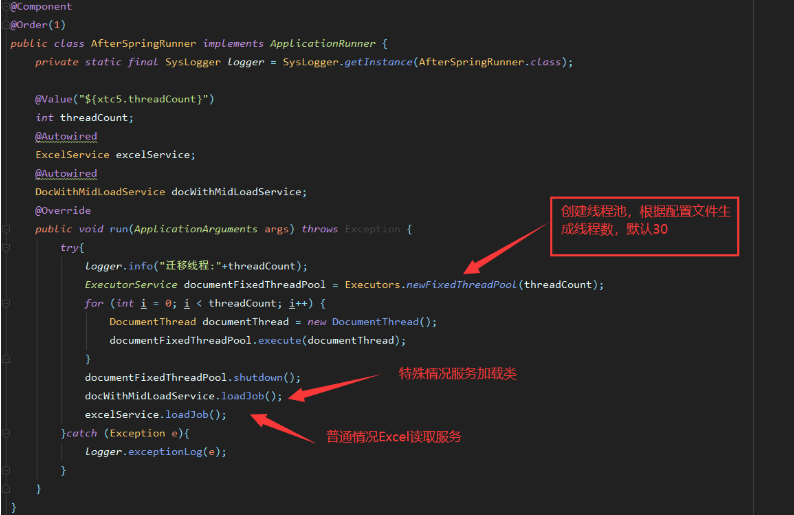 @Component
@Order(1)
public class AfterSpringRunner implements ApplicationRunner {
private static final SysLogger logger = SysLogger.getInstance(AfterSpringRunner.class);
@Value("${xtc5.threadCount}")
int threadCount;
@Autowired
ExcelService excelService;
@Autowired
DocWithMidLoadService docWithMidLoadService;
@Override
public void run(ApplicationArguments args) throws Exception {
try{
logger.info("迁移线程:"+threadCount);
ExecutorService documentFixedThreadPool = Executors.newFixedThreadPool(threadCount);
for (int i = 0; i < threadCount; i++) {
DocumentThread documentThread = new DocumentThread();
documentFixedThreadPool.execute(documentThread);
}
documentFixedThreadPool.shutdown();
docWithMidLoadService.loadJob();
excelService.loadJob();
}catch (Exception e){
logger.exceptionLog(e);
}
}
}
创建线程池，根据配置文件生
成线程数，默认30
特殊情况服务加载类
普通情况Excel读取服务